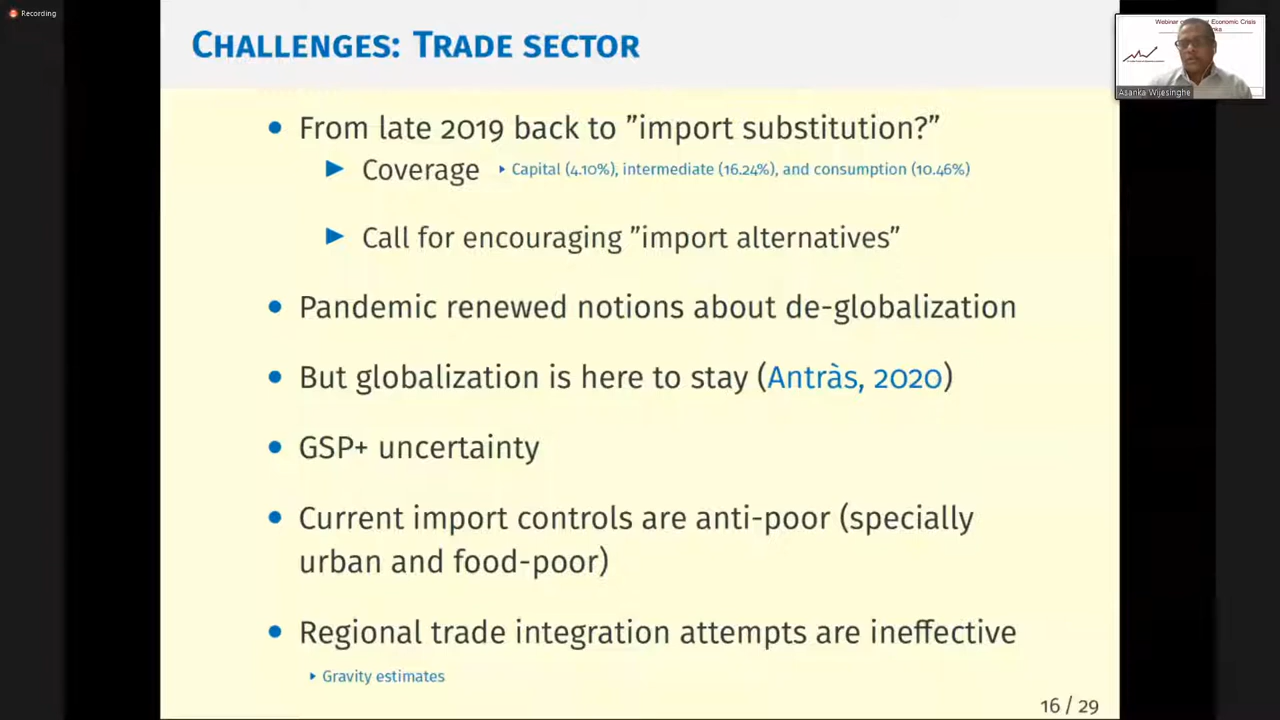 Recording
CHALLENGES: TRADE SECTOR
Webinar Economic Crisis
Asanka Wijesinghe
• From late 2019 back to ”import substitution?”
▶ Coverage ▶ Capital (4.10%), intermediate (16.24%), and consumption (10.46%)
▶ Call for encouraging ”import alternatives”
• Pandemic renewed notions about de-globalization
• But globalization is here to stay (Antràs, 2020)
• GSP+ uncertainty
• Current import controls are anti-poor (specially
urban and food-poor)
• Regional trade integration attempts are ineffective
▶ Gravity estimates
16 / 29